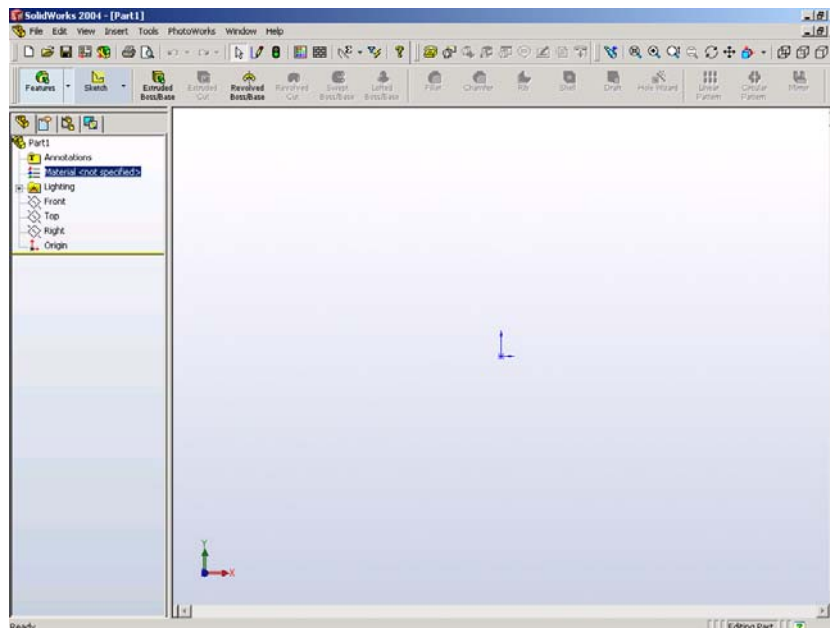 SolidWorks 2004 - [Part1]
File Edit View Insert Tools PhotoWorks Window Help
Features Sketch Extruded Boss/Base Extruded Cut Revolved Boss/Base Revolved Cut Swept Boss/Base Lofted Boss/Base Fillet Chamfer Rib Shell Draft Hole Wizard Linear Pattern Circular Pattern Mirror
Part1
Annotations
Material <not specified>
Lighting
Front
Top
Right
Origin
Y
X
Ready
Editing Part